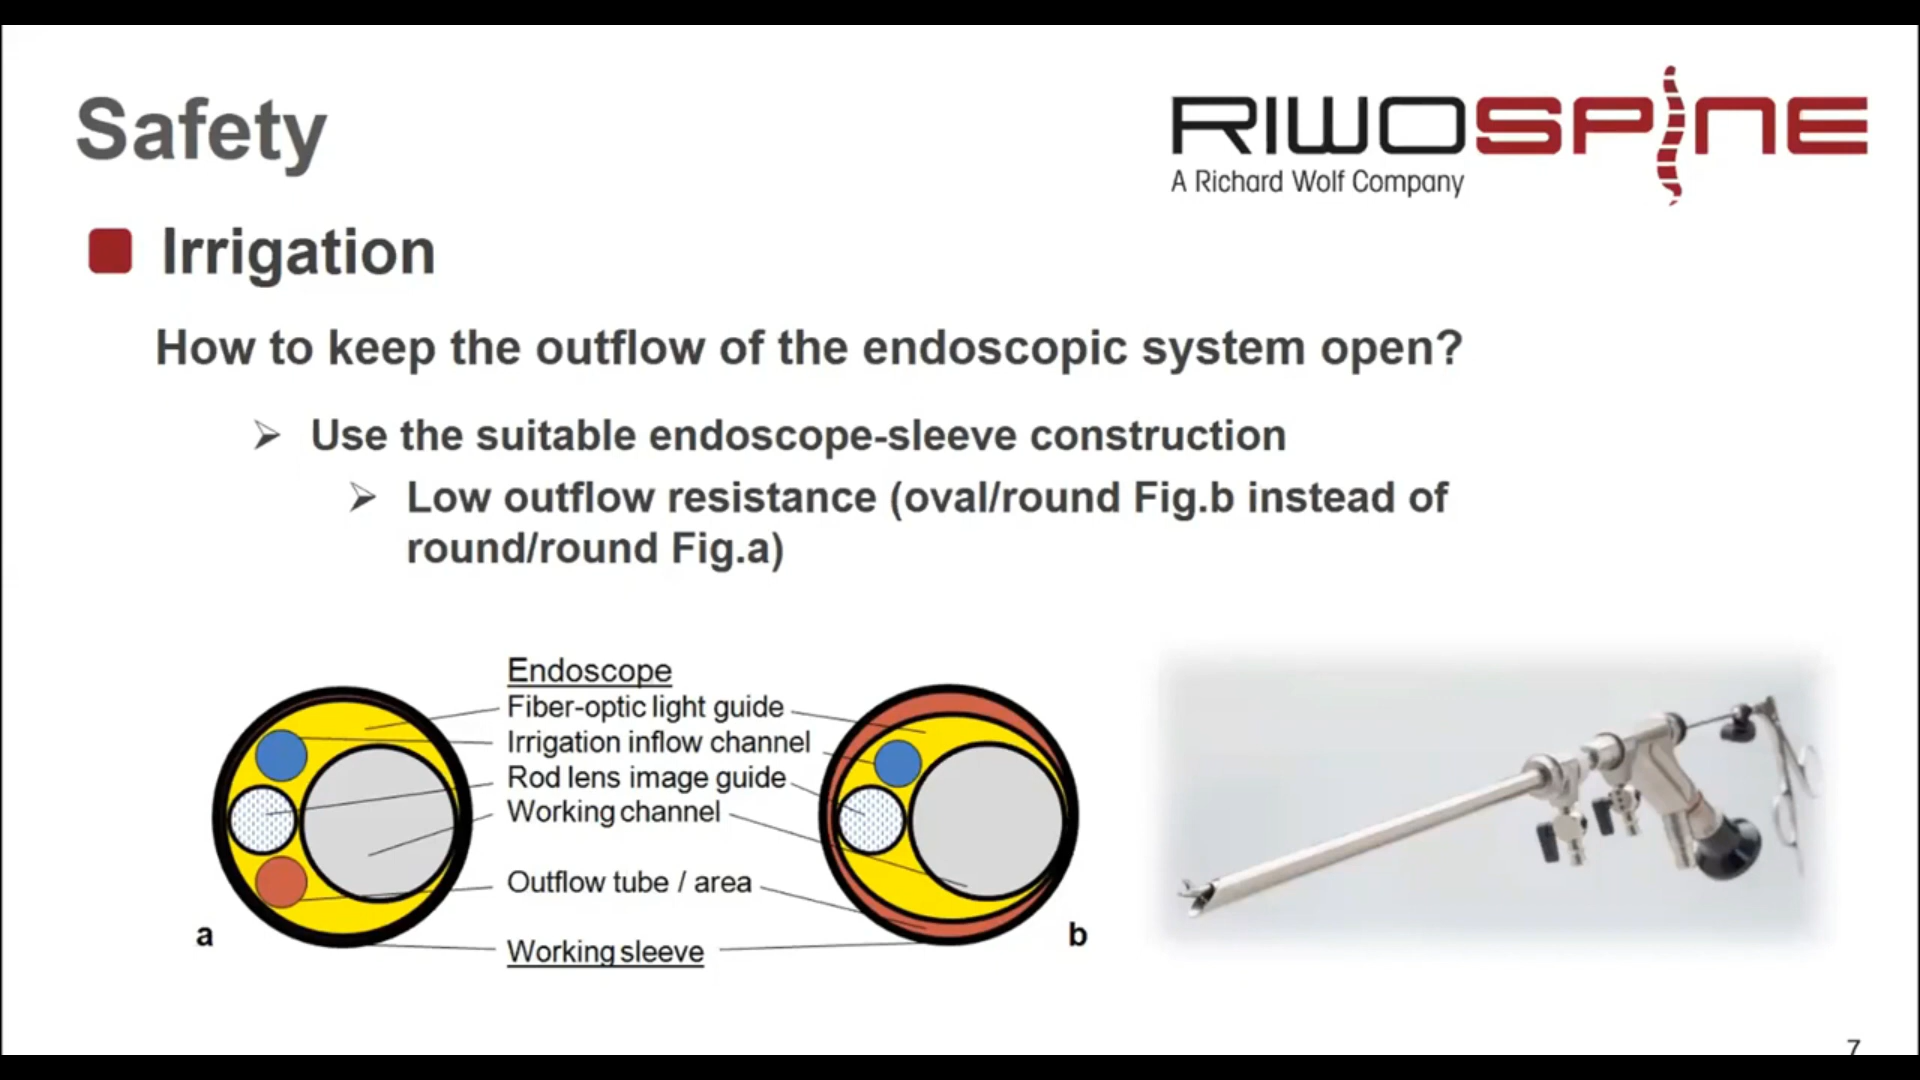 Safety
RIWOSPINE
A Richard Wolf Company
Irrigation
How to keep the outflow of the endoscopic system open?
Use the suitable endoscope-sleeve construction
Low outflow resistance (oval/round Fig.b instead of
round/round Fig.a)
Endoscope
Fiber-optic light guide
Irrigation inflow channel
Rod lens image guide
Working channel
Outflow tube / area
Working sleeve
a
b
7